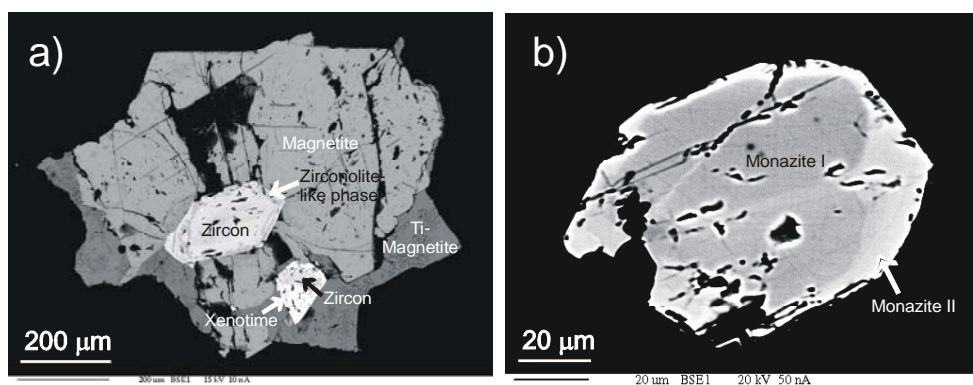 a)
Magnetite
Zirconolite-
like phase
Zircon
Ti-
Magnetite
Zircon
Xenotime
200 µm
200 um BSE1 15 kV 10 nA
b)
Monazite I
Monazite II
20 µm
20 um BSE1 20 kV 50 nA